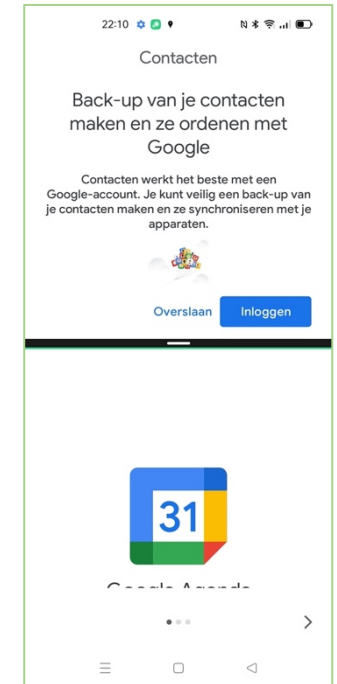 22:10
Contacten
Back-up van je contacten
maken en ze ordenen met
Google
Contacten werkt het beste met een
Google-account. Je kunt veilig een back-up van
je contacten maken en ze synchroniseren met je
apparaten.
Overslaan Inloggen
31
Google Agenda